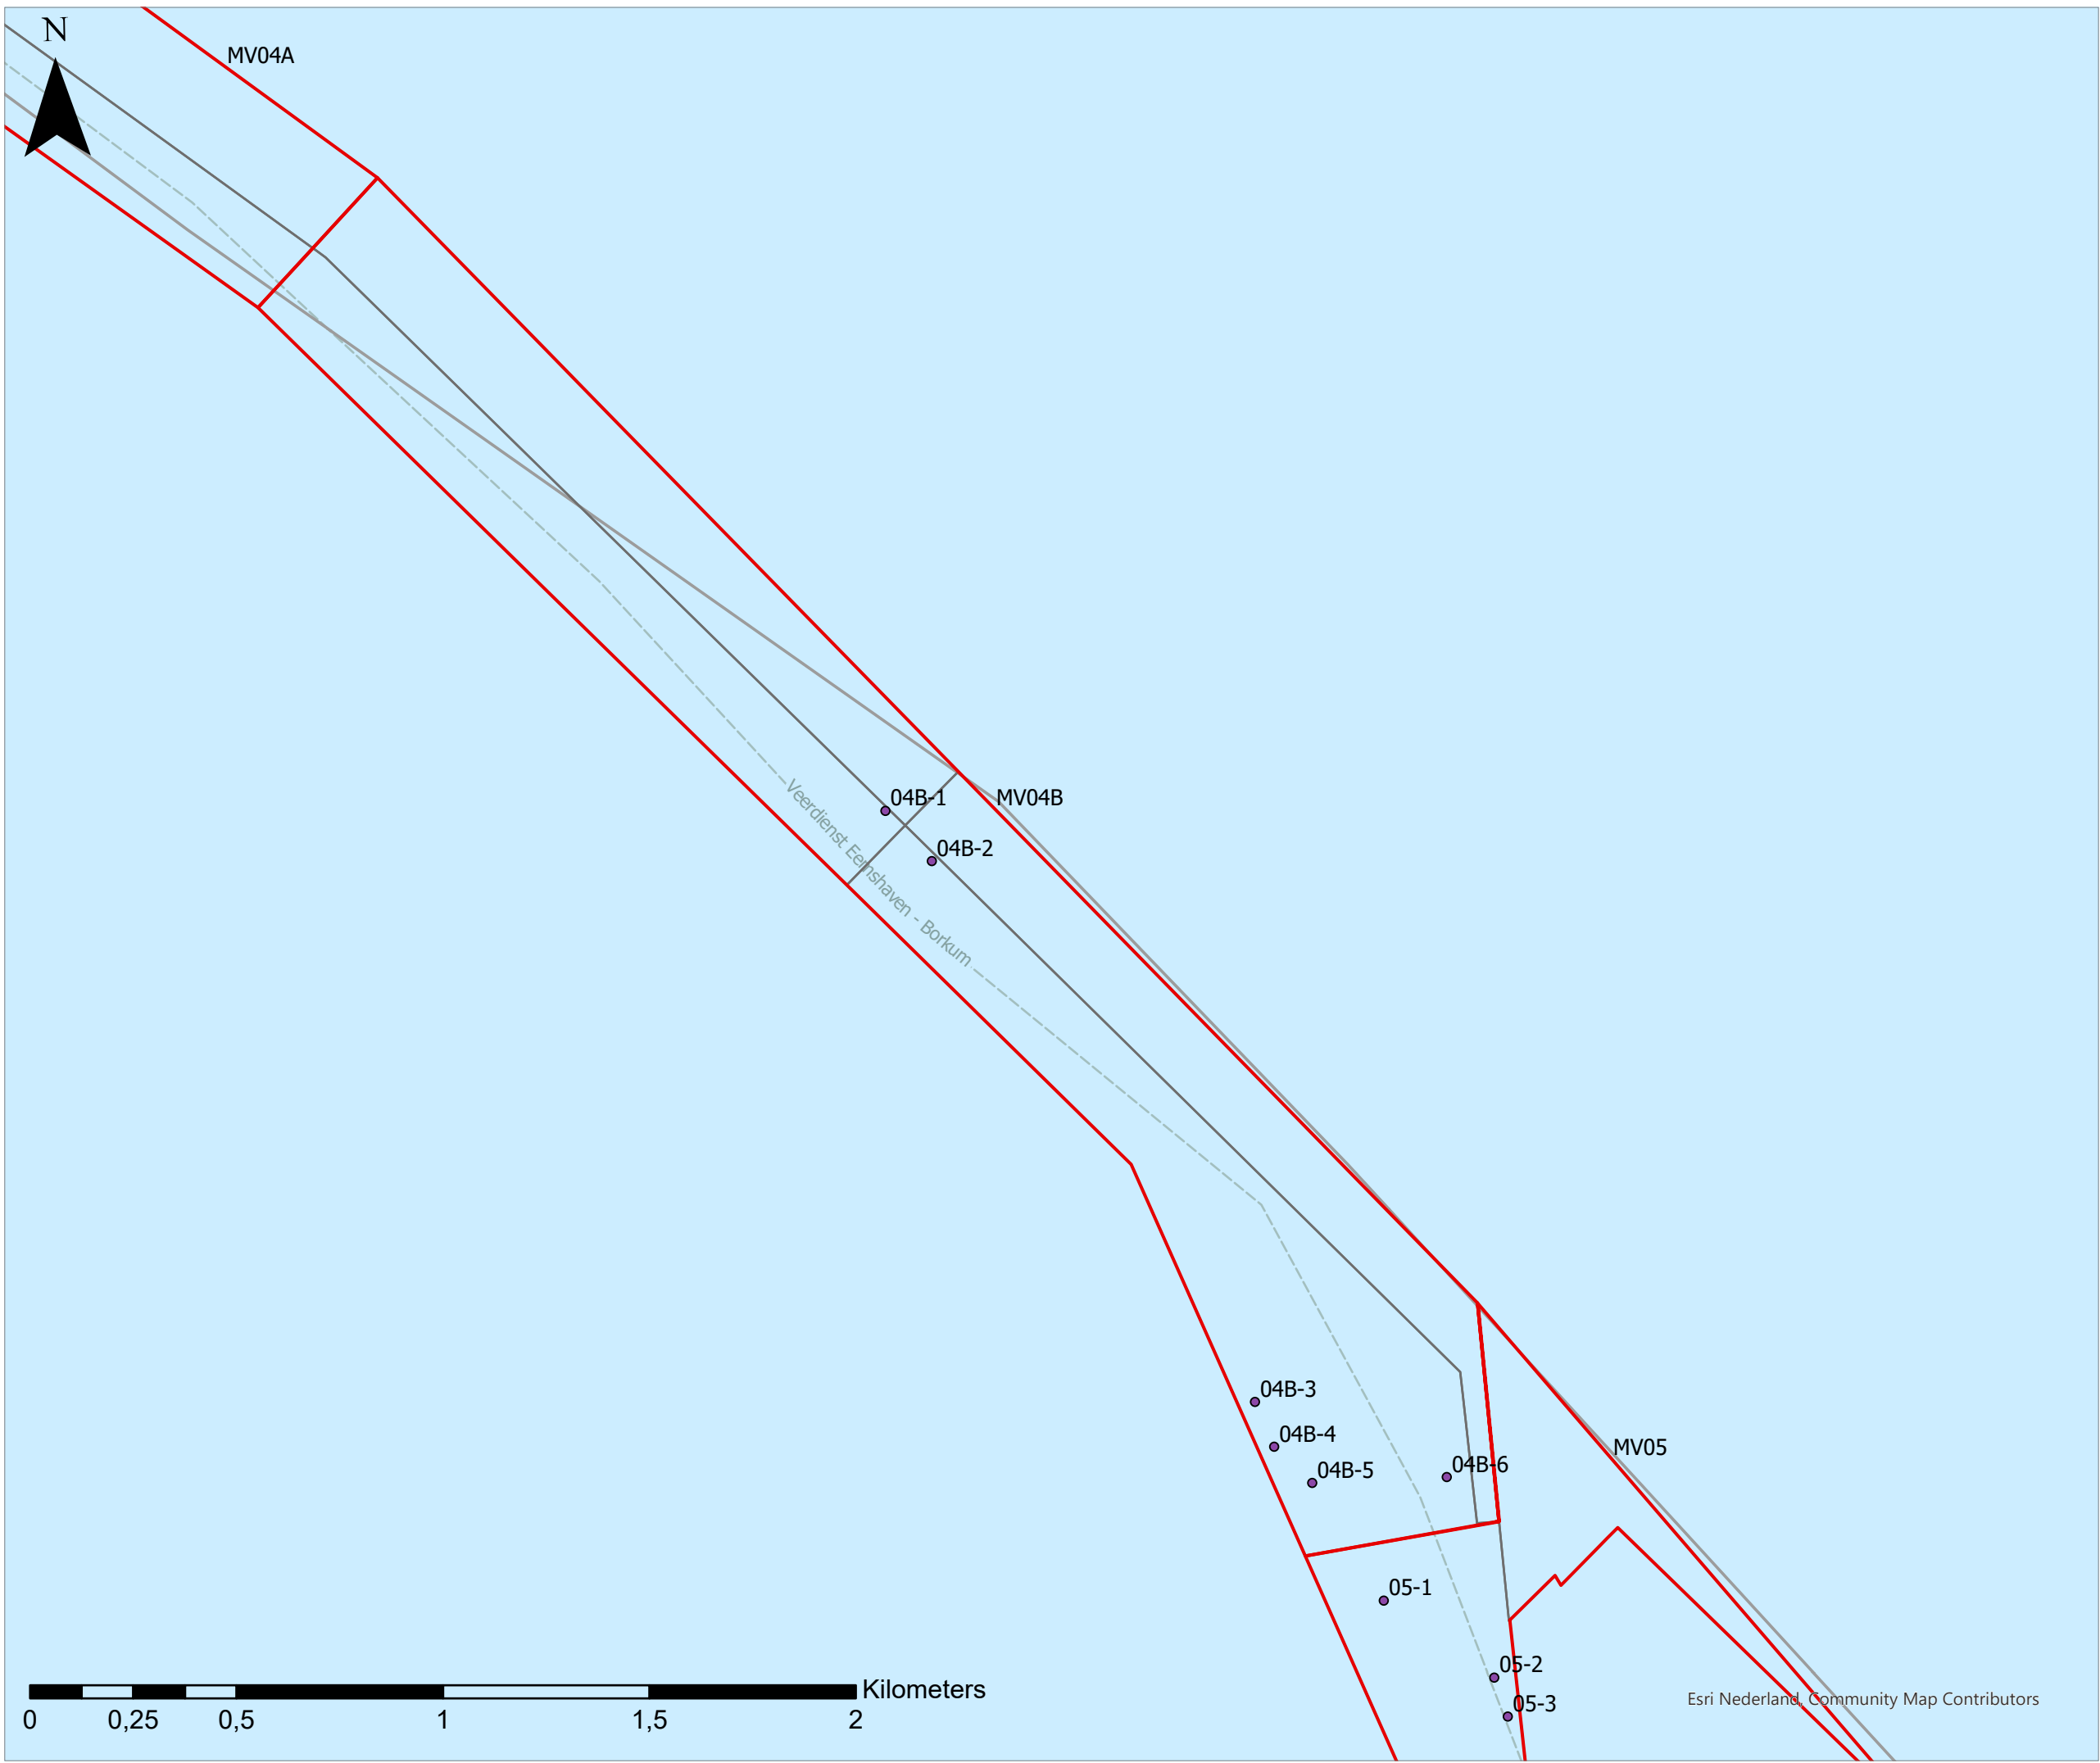 N
MV04A
04B-1
MV04B
04B-2
Veerdienst Eemshaven - Borkum
04B-3
04B-4
04B-5
04B-6
MV05
05-1
05-2
05-3
Kilometers
0 0,25 0,5 1 1,5 2
Esri Nederland, Community Map Contributors